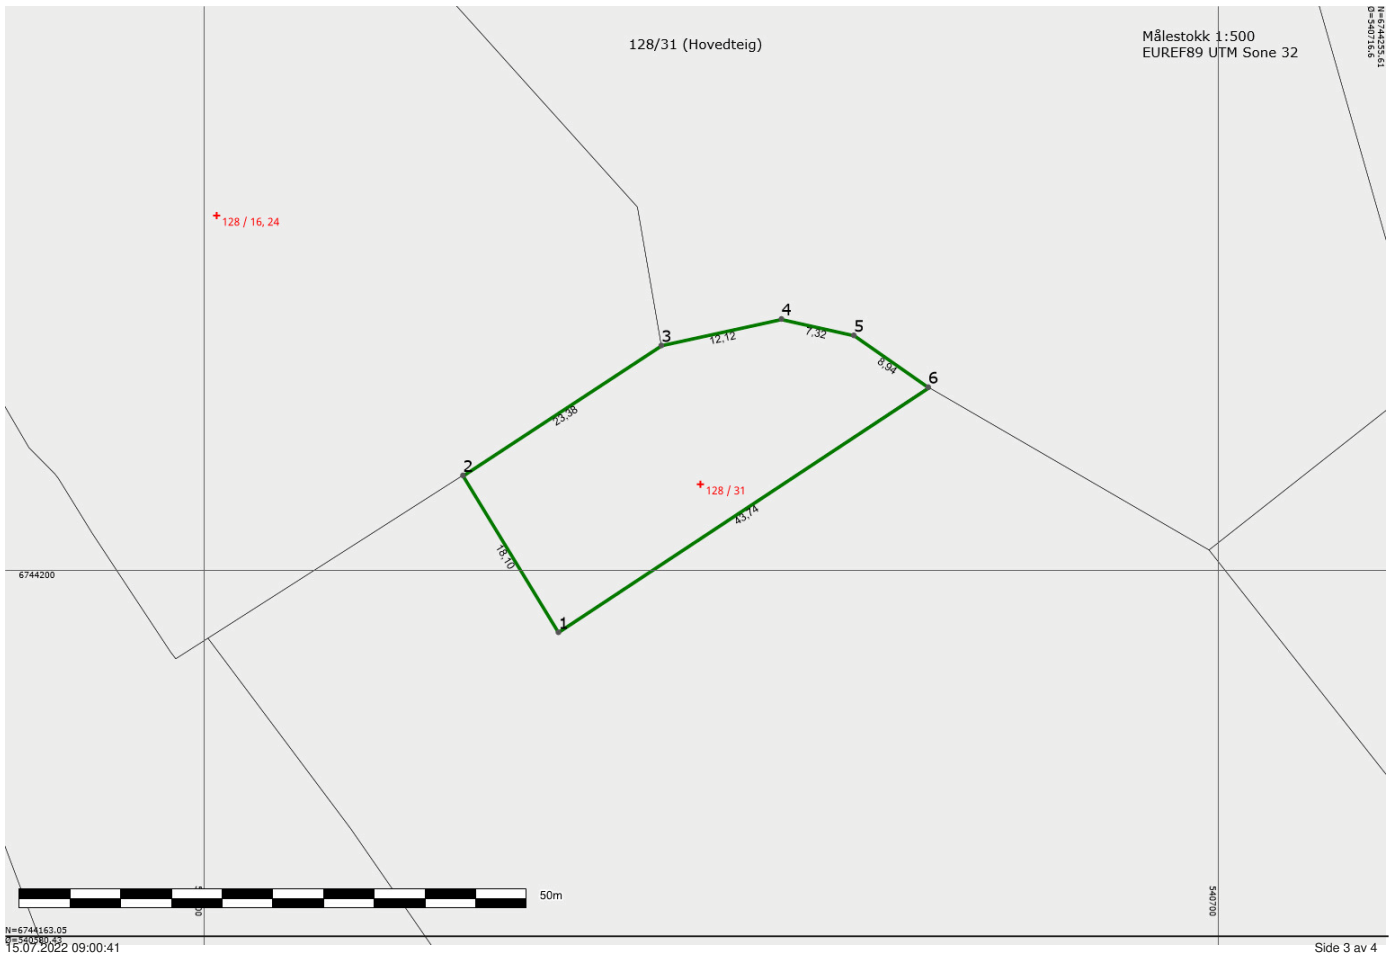 128/31 (Hovedteig)
Målestokk 1:500
EUREF89 UTM Sone 32
N=6744255.61
Ø=540716.6
128 / 16, 24
4
7,32
5
3
12,12
8,94
6
23,38
2
128 / 31
43,74
18,10
6744200
1
50m
540700
N=6744163.05
Ø=540580.43
15.07.2022 09:00:41
Side 3 av 4